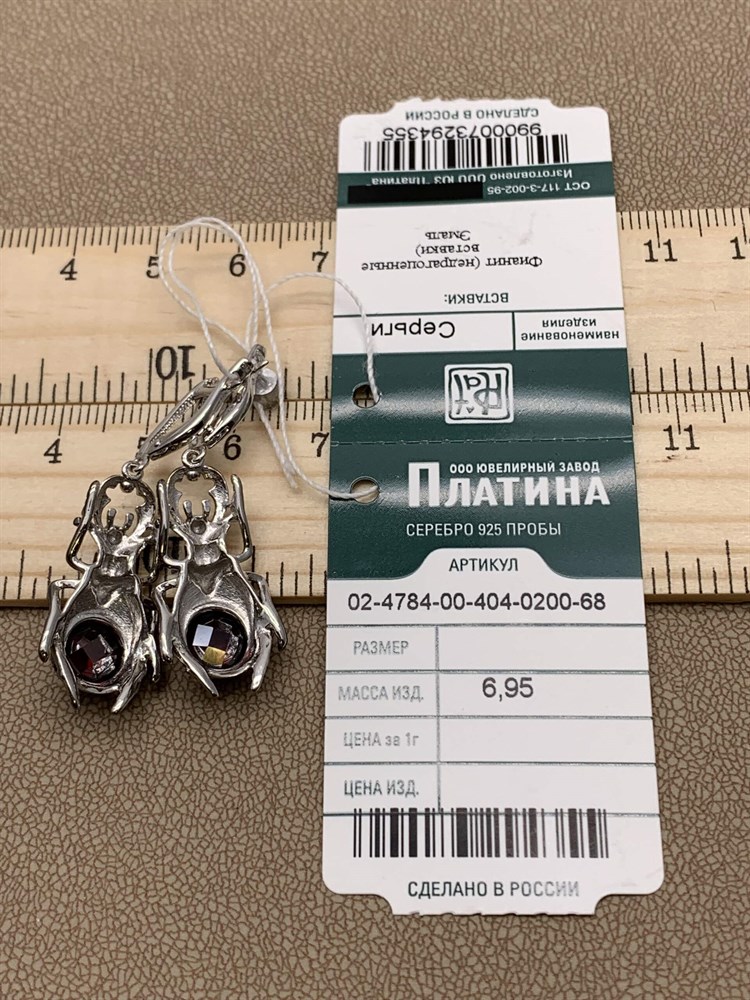 СДЕЛАНО В РОССИИ
9900073294355
Изготовлено ООО ЮЗ "Платина"
ОСТ 117-3-002-95
Фианит (недрагоценные
вставки)
Эмаль
ВСТАВКИ:
наименование
изделия
Серьги
Plat
ООО ЮВЕЛИРНЫЙ ЗАВОД
ПЛАТИНА
СЕРЕБРО 925 ПРОБЫ
АРТИКУЛ
02-4784-00-404-0200-68
РАЗМЕР
МАССА ИЗД. 6,95
ЦЕНА за 1г
ЦЕНА ИЗД.
СДЕЛАНО В РОССИИ
4 5 6 7 11
10
4 5 6 7 11
10